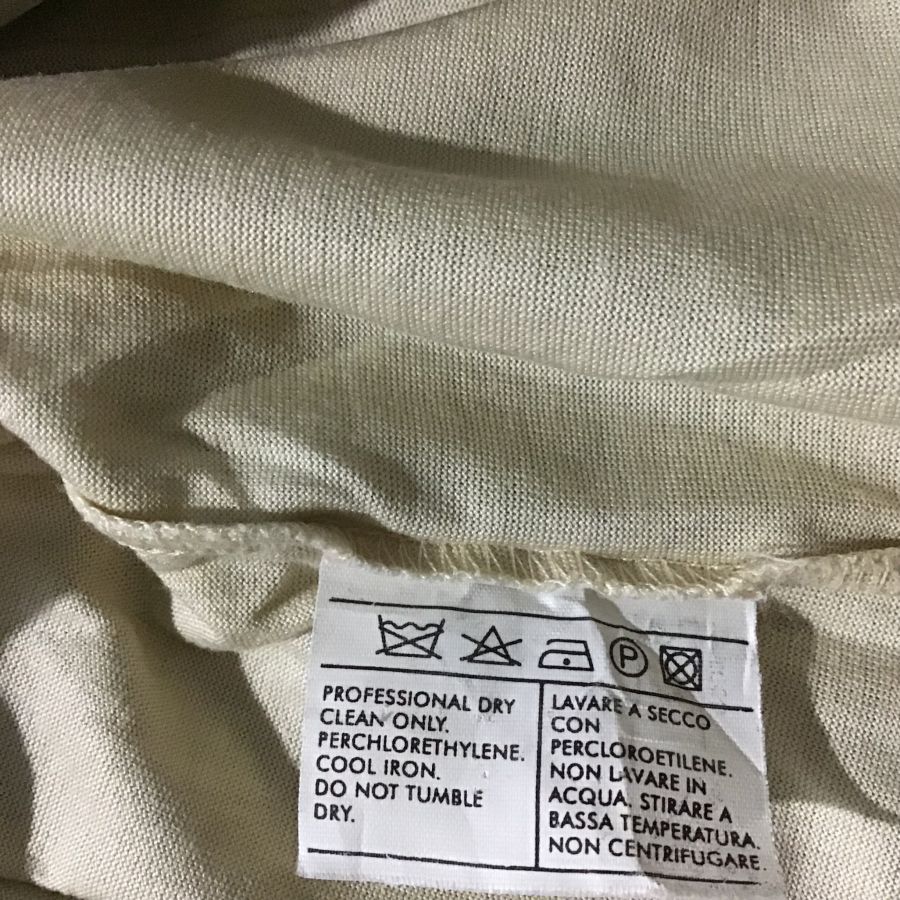 P
PROFESSIONAL DRY
CLEAN ONLY.
PERCHLORETHYLENE.
COOL IRON.
DO NOT TUMBLE
DRY.
LAVARE A SECCO
CON
PERCLOROETILENE.
NON LAVARE IN
ACQUA. STIRARE A
BASSA TEMPERATURA.
NON CENTRIFUGARE